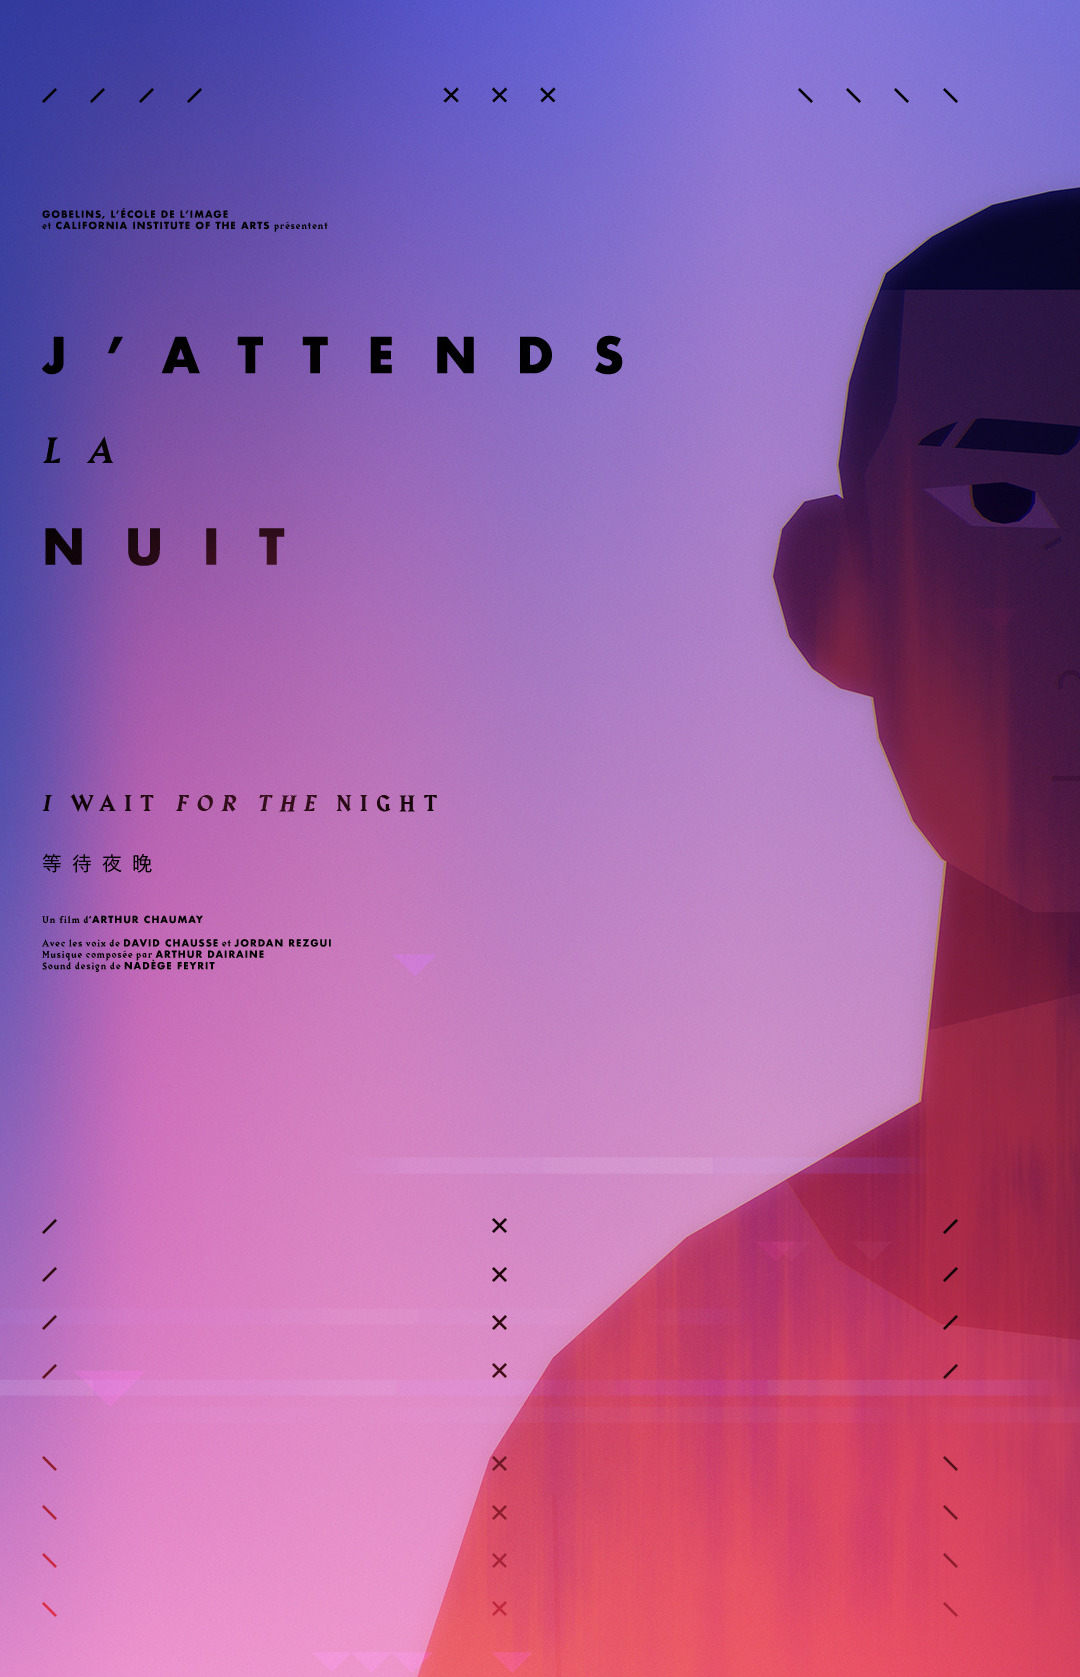 GOBELINS, L'ÉCOLE DE L'IMAGE
et CALIFORNIA INSTITUTE OF THE ARTS présentent
J'ATTENDS
LA
NUIT
I WAIT FOR THE NIGHT
等待夜晚
Un film d'ARTHUR CHAUMAY
Avec les voix de DAVID CHAUSSE et JORDAN REZGUI
Musique composée par ARTHUR DAIRAINE
Sound design de NADÈGE FEYRIT